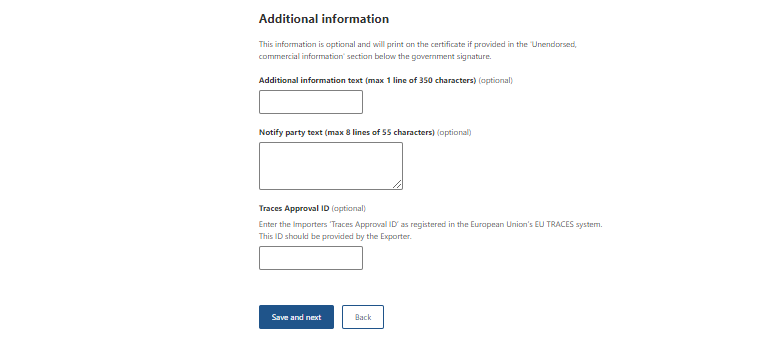 Additional information
This information is optional and will print on the certificate if provided in the 'Unendorsed,
commercial information' section below the government signature.
Additional information text (max 1 line of 350 characters) (optional)
Notify party text (max 8 lines of 55 characters) (optional)
Traces Approval ID (optional)
Enter the Importers 'Traces Approval ID' as registered in the European Union's EU TRACES system.
This ID should be provided by the Exporter.
Save and next
Back